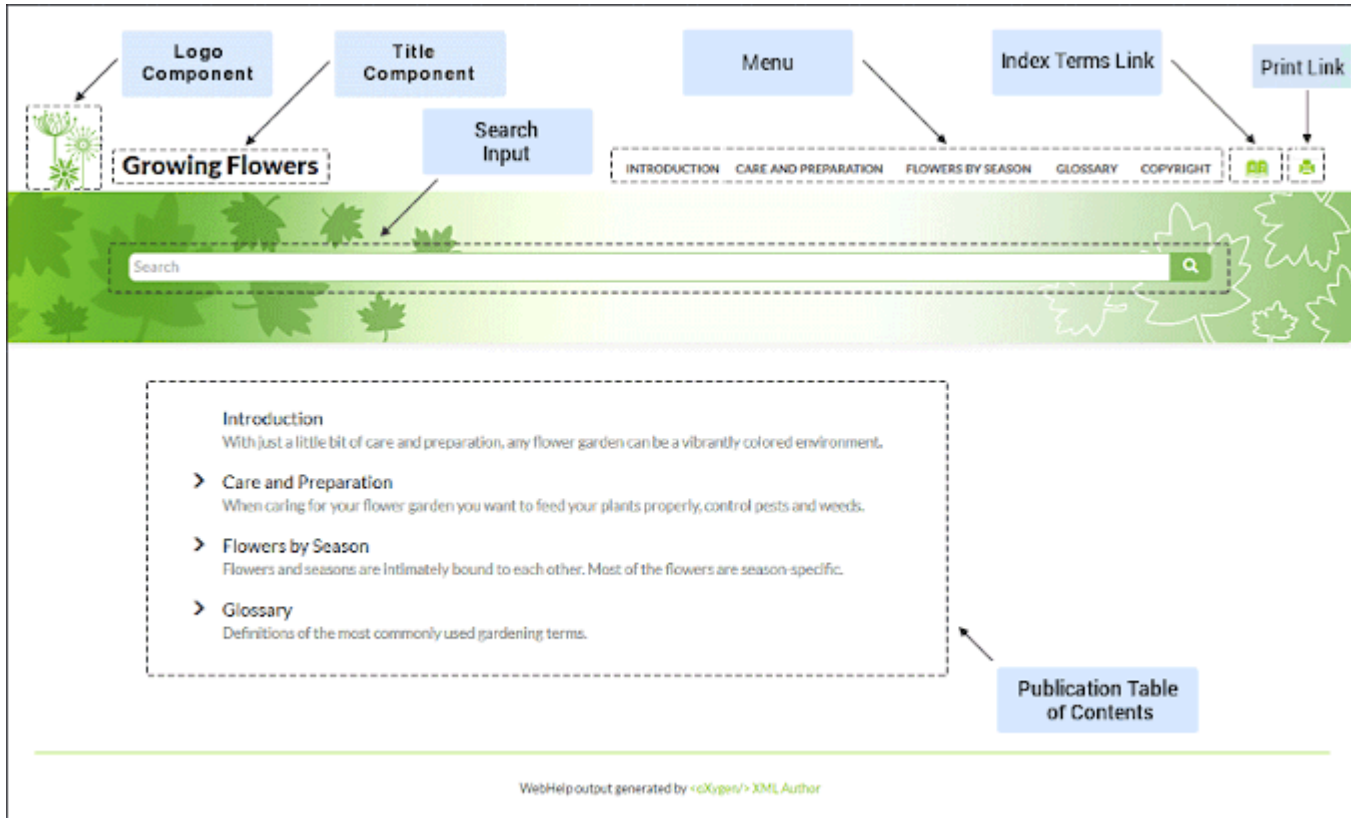 Logo
Component
Title
Component
Menu
Index Terms Link
Print Link
Search
Input
Growing Flowers
INTRODUCTION CARE AND PREPARATION FLOWERS BY SEASON GLOSSARY COPYRIGHT
Search
Introduction
With just a little bit of care and preparation, any flower garden can be a vibrantly colored environment.
Care and Preparation
When caring for your flower garden you want to feed your plants properly, control pests and weeds.
Flowers by Season
Flowers and seasons are intimately bound to each other. Most of the flowers are season-specific.
Glossary
Definitions of the most commonly used gardening terms.
Publication Table
of Contents
WebHelp output generated by <oXygen/> XML Author